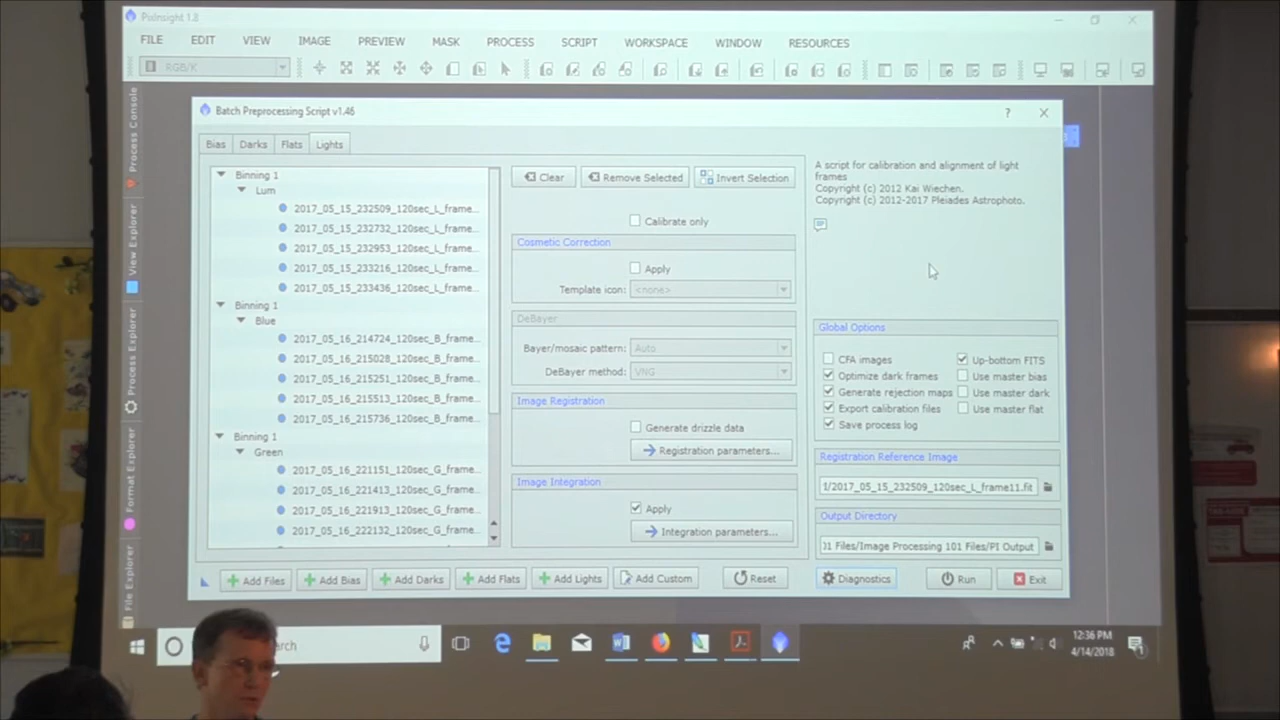 PixInsight 1.8
FILE EDIT VIEW IMAGE PREVIEW MASK PROCESS SCRIPT WORKSPACE WINDOW RESOURCES
RGB/K
Process Console
View Explorer
Process Explorer
Format Explorer
File Explorer
Batch Preprocessing Script v1.46
?
Bias Darks Flats Lights
Binning 1
Lum
2017_05_15_232509_120sec_L_frame...
2017_05_15_232732_120sec_L_frame...
2017_05_15_232953_120sec_L_frame...
2017_05_15_233216_120sec_L_frame...
2017_05_15_233436_120sec_L_frame...
Binning 1
Blue
2017_05_16_214724_120sec_B_frame...
2017_05_16_215028_120sec_B_frame...
2017_05_16_215251_120sec_B_frame...
2017_05_16_215513_120sec_B_frame...
2017_05_16_215736_120sec_B_frame...
Binning 1
Green
2017_05_16_221151_120sec_G_frame...
2017_05_16_221413_120sec_G_frame...
2017_05_16_221913_120sec_G_frame...
2017_05_16_222132_120sec_G_frame...
Clear Remove Selected Invert Selection
Calibrate only
Cosmetic Correction
Apply
Template icon: <none>
DeBayer
Bayer/mosaic pattern: Auto
DeBayer method: VNG
Image Registration
Generate drizzle data
Registration parameters...
Image Integration
Apply
Integration parameters...
A script for calibration and alignment of light
frames
Copyright (c) 2012 Kai Wiechen.
Copyright (c) 2012-2017 Pleiades Astrophoto.
Global Options
CFA images Up-bottom FITS
Optimize dark frames Use master bias
Generate rejection maps Use master dark
Export calibration files Use master flat
Save process log
Registration Reference Image
1/2017_05_15_232509_120sec_L_frame11.fit
Output Directory
01 Files/Image Processing 101 Files/PI Output
Add Files Add Bias Add Darks Add Flats Add Lights Add Custom Reset Diagnostics Run Exit
12:36 PM
4/14/2018